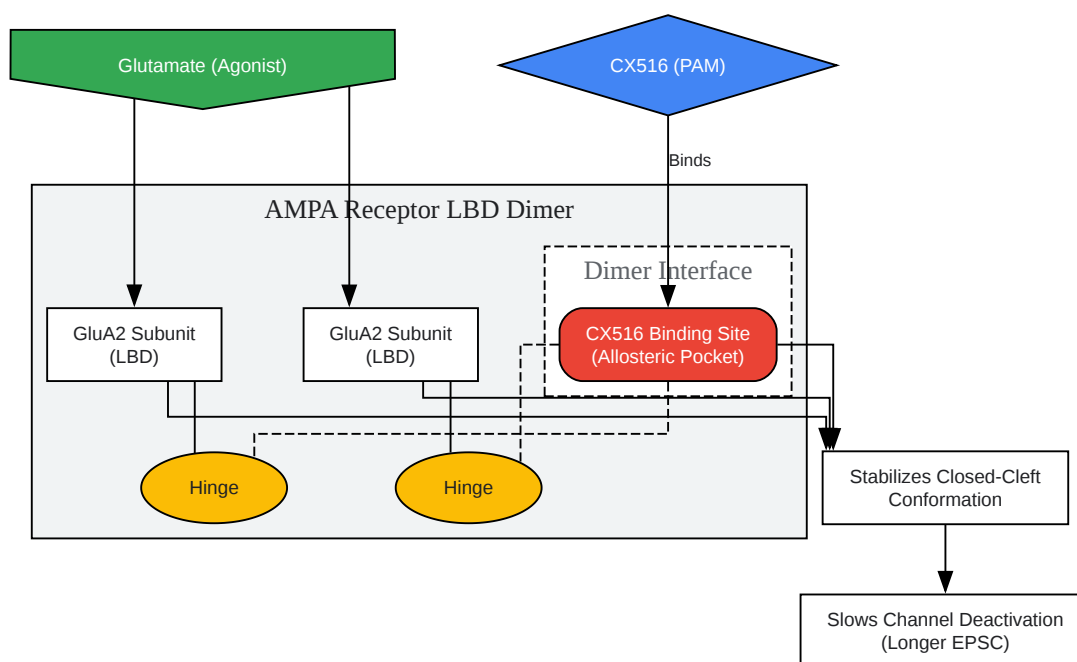 Glutamate (Agonist)
CX516 (PAM)
Binds
AMPA Receptor LBD Dimer
Dimer Interface
GluA2 Subunit
(LBD)
GluA2 Subunit
(LBD)
CX516 Binding Site
(Allosteric Pocket)
Hinge
Hinge
Stabilizes Closed-Cleft
Conformation
Slows Channel Deactivation
(Longer EPSC)